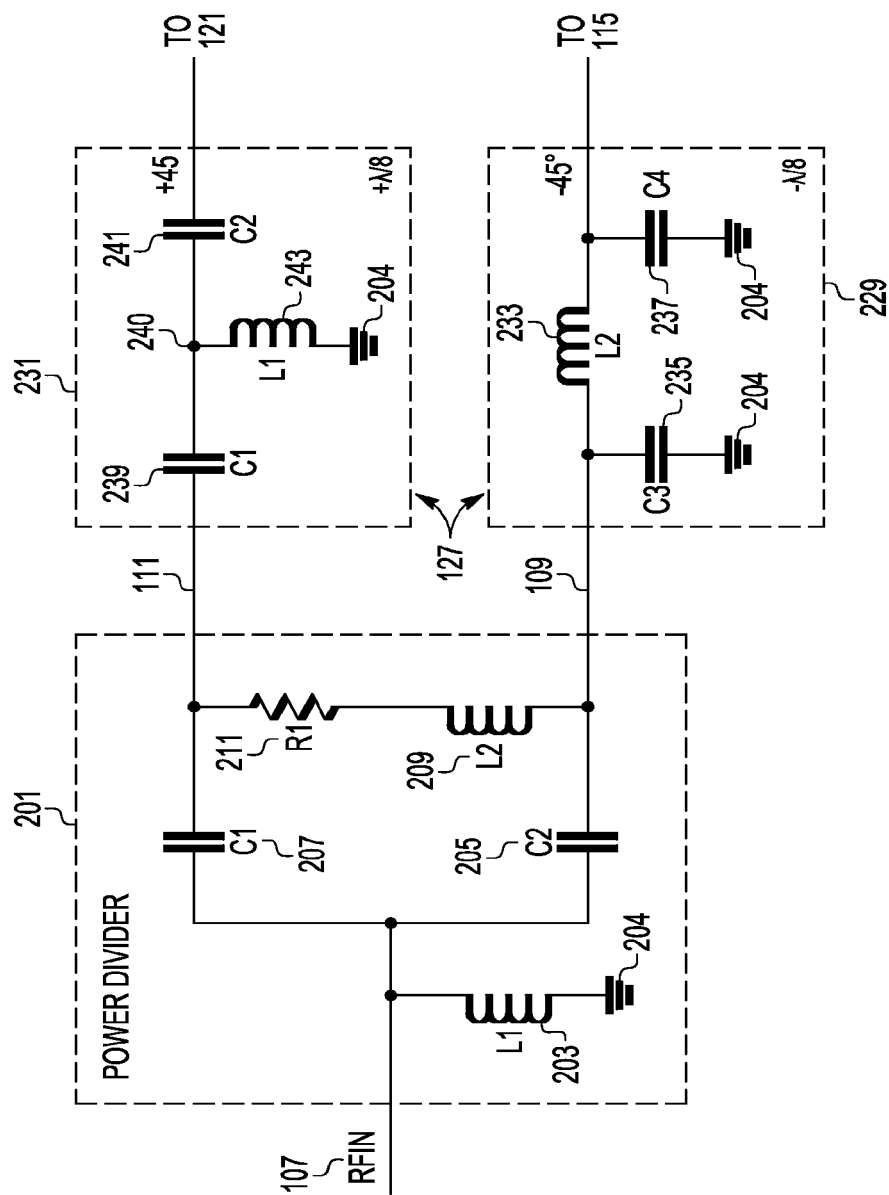 107
RFIN
201
POWER DIVIDER
L1
203
204
C1
207
205
C2
211
R1
209
L2
111
109
127
231
239
C1
240
241
C2
L1
243
204
+45
+λ/8
TO
121
233
L2
C3
235
204
237
C4
204
-45°
-λ/8
229
TO
115